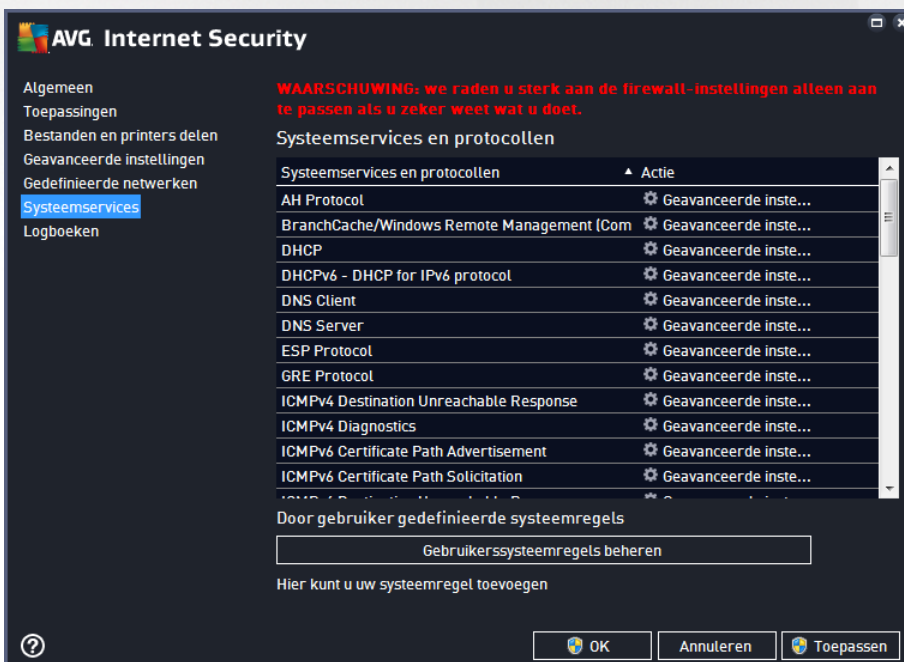 AVG Internet Security
Algemeen
Toepassingen
Bestanden en printers delen
Geavanceerde instellingen
Gedefinieerde netwerken
Systeemservices
Logboeken
WAARSCHUWING: we raden u sterk aan de firewall-instellingen alleen aan
te passen als u zeker weet wat u doet.
Systeemservices en protocollen
Systeemservices en protocollen Actie
AH Protocol Geavanceerde inste...
BranchCache/Windows Remote Management (Com Geavanceerde inste...
DHCP Geavanceerde inste...
DHCPv6 - DHCP for IPv6 protocol Geavanceerde inste...
DNS Client Geavanceerde inste...
DNS Server Geavanceerde inste...
ESP Protocol Geavanceerde inste...
GRE Protocol Geavanceerde inste...
ICMPv4 Destination Unreachable Response Geavanceerde inste...
ICMPv4 Diagnostics Geavanceerde inste...
ICMPv6 Certificate Path Advertisement Geavanceerde inste...
ICMPv6 Certificate Path Solicitation Geavanceerde inste...
Door gebruiker gedefinieerde systeemregels
Gebruikerssysteemregels beheren
Hier kunt u uw systeemregel toevoegen
OK Annuleren Toepassen